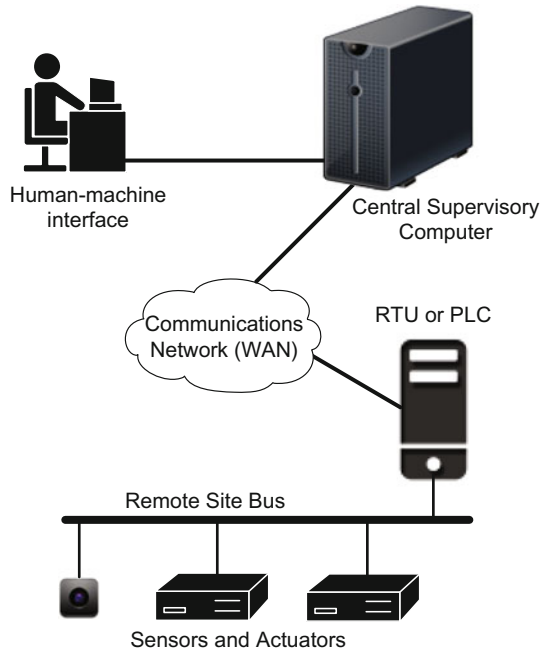 Human-machine
interface
Central Supervisory
Computer
Communications
Network (WAN)
RTU or PLC
Remote Site Bus
Sensors and Actuators